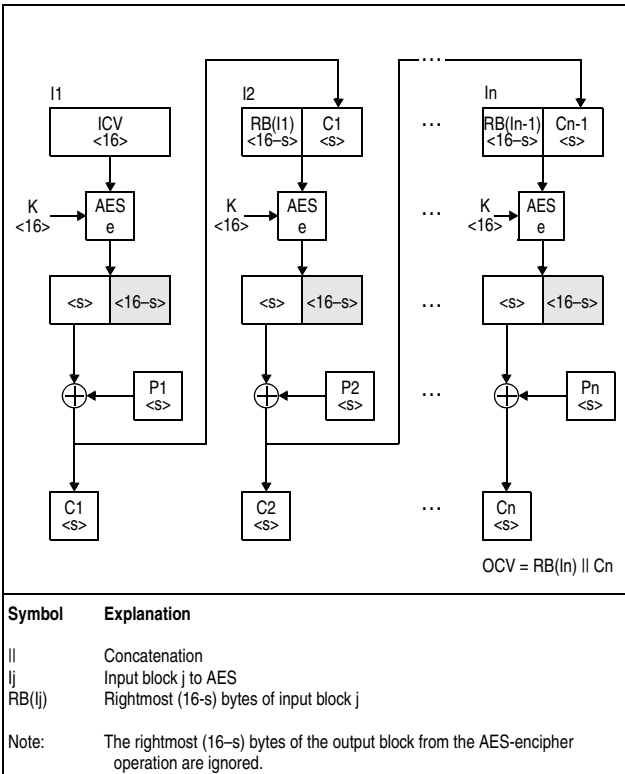 ...
I1 I2 In
ICV
<16>
RB(I1)
<16–s>
C1
<s>
...
RB(In-1)
<16–s>
Cn-1
<s>
K
<16>
AES
e
K
<16>
AES
e
...
K
<16>
AES
e
<s> <16–s> <s> <16–s> ... <s> <16–s>
P1
<s>
P2
<s>
...
Pn
<s>
C1
<s>
C2
<s>
...
Cn
<s>
OCV = RB(In) || Cn
Symbol Explanation
|| Concatenation
Ij Input block j to AES
RB(Ij) Rightmost (16-s) bytes of input block j
Note: The rightmost (16–s) bytes of the output block from the AES-encipher
operation are ignored.